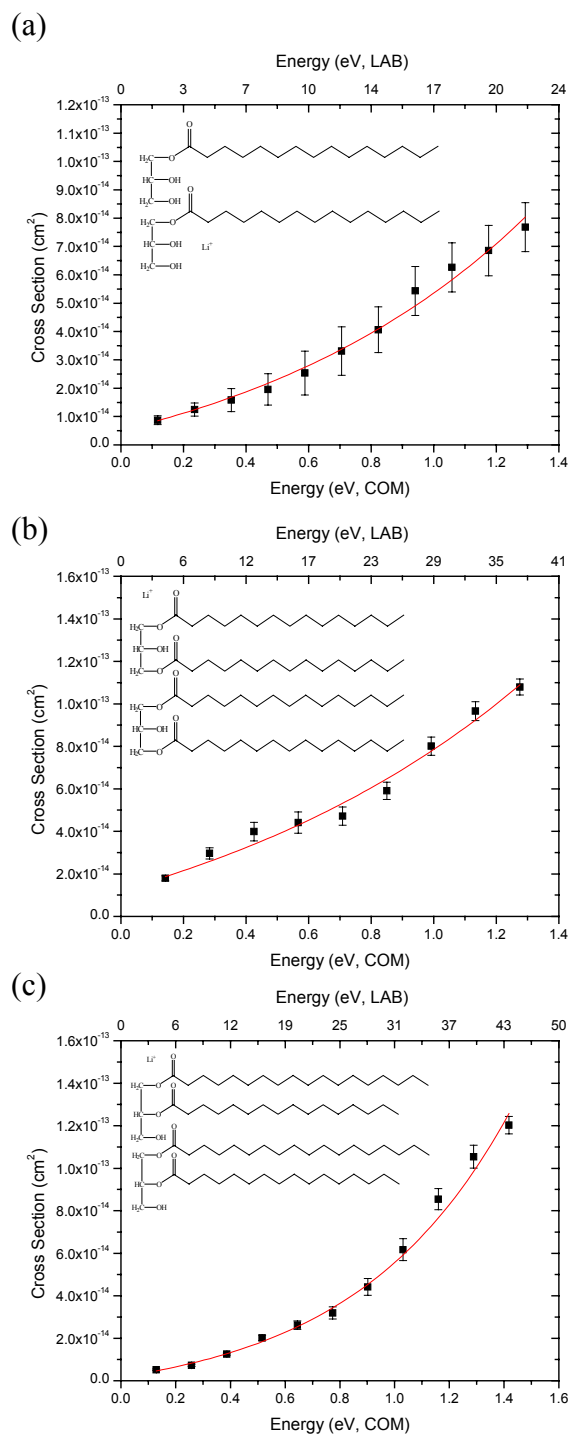 (a)
Energy (eV, LAB)
0 3 6 8 10 12 15 17 19 22 24
1.2x10⁻¹³
1.1x10⁻¹³
1.0x10⁻¹³
9.0x10⁻¹⁴
8.0x10⁻¹⁴
7.0x10⁻¹⁴
6.0x10⁻¹⁴
5.0x10⁻¹⁴
4.0x10⁻¹⁴
3.0x10⁻¹⁴
2.0x10⁻¹⁴
1.0x10⁻¹⁴
0.0
Cross Section (cm²)
O
H₂C—O
HC—OH
O
H₂C—OH
H₂C—O
HC—OH
Li⁺
H₂C—OH
0.0 0.2 0.4 0.6 0.8 1.0 1.2 1.4
Energy (eV, COM)
(b)
Energy (eV, LAB)
0 6 12 17 23 29 35 41
1.6x10⁻¹³
1.4x10⁻¹³
1.2x10⁻¹³
1.0x10⁻¹³
8.0x10⁻¹⁴
6.0x10⁻¹⁴
4.0x10⁻¹⁴
2.0x10⁻¹⁴
0.0
Cross Section (cm²)
Li⁺
O
H₂C—O
HC—OH
O
H₂C—O
O
H₂C—O
HC—OH
O
H₂C—O
0.0 0.2 0.4 0.6 0.8 1.0 1.2 1.4
Energy (eV, COM)
(c)
Energy (eV, LAB)
0 6 12 19 25 31 37 43 50
1.6x10⁻¹³
1.4x10⁻¹³
1.2x10⁻¹³
1.0x10⁻¹³
8.0x10⁻¹⁴
6.0x10⁻¹⁴
4.0x10⁻¹⁴
2.0x10⁻¹⁴
0.0
Cross Section (cm²)
Li⁺
O
H₂C—O
O
HC—O
H₂C—OH
O
H₂C—O
O
HC—O
H₂C—OH
0.0 0.2 0.4 0.6 0.8 1.0 1.2 1.4 1.6
Energy (eV, COM)